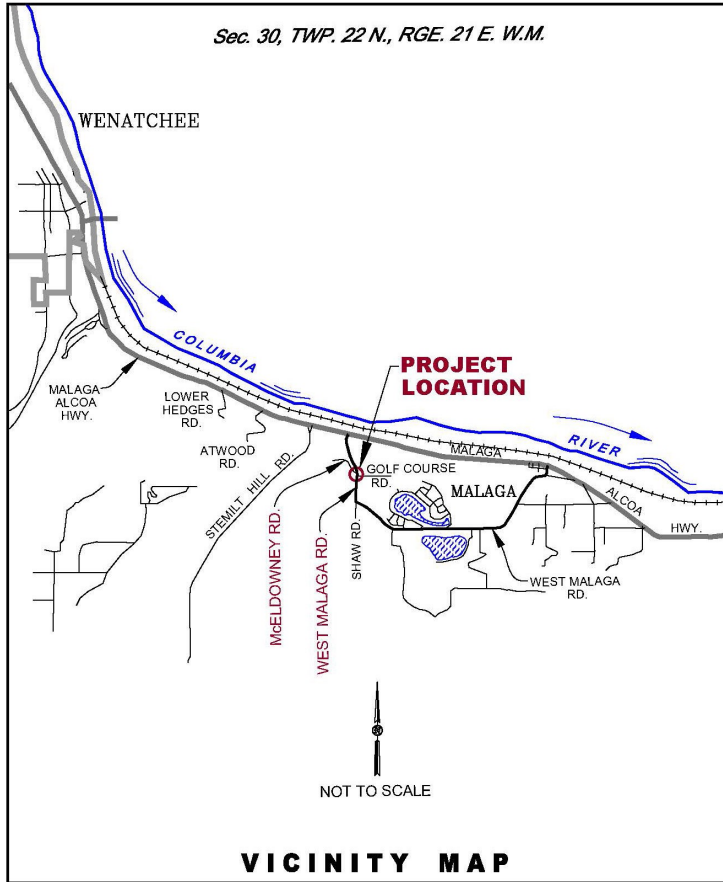 Sec. 30, TWP. 22 N., RGE. 21 E. W.M.
WENATCHEE
COLUMBIA
PROJECT
LOCATION
MALAGA
ALCOA
HWY.
LOWER
HEDGES
RD.
ATWOOD
RD.
STEMILT HILL RD.
McELDOWNEY RD.
WEST MALAGA RD.
SHAW RD.
GOLF COURSE
RD.
MALAGA
RIVER
MALAGA
ALCOA
HWY.
WEST MALAGA
RD.
NOT TO SCALE
VICINITY MAP